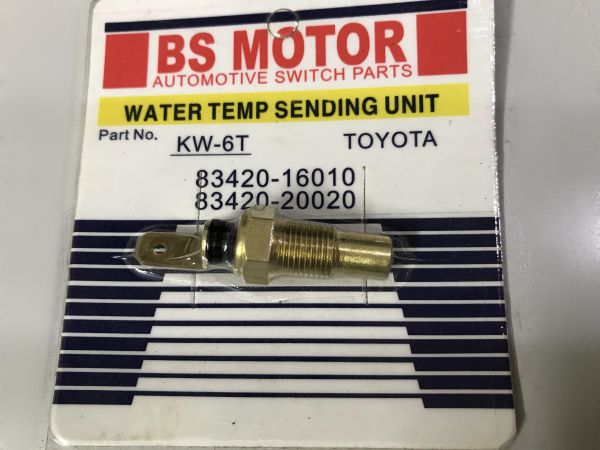 BS MOTOR
AUTOMOTIVE SWITCH PARTS
WATER TEMP SENDING UNIT
Part No. KW-6T TOYOTA
83420-16010
83420-20020